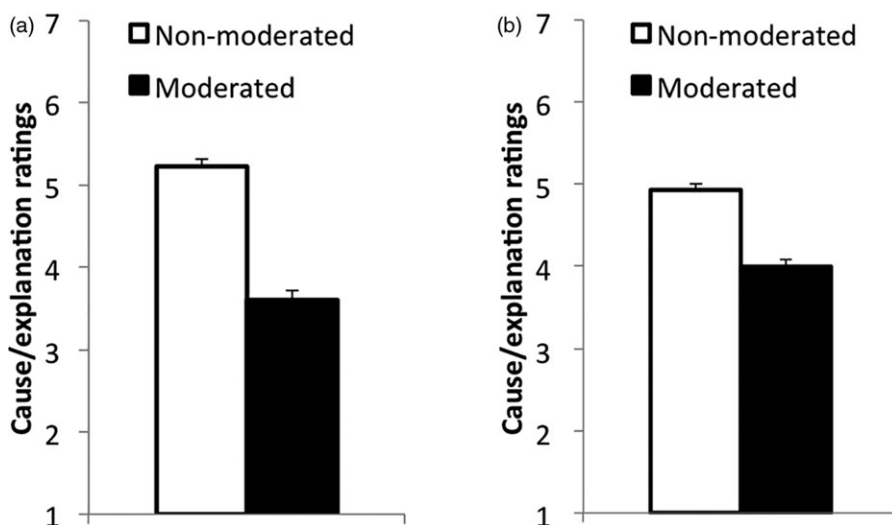 (a)
Cause/explanation ratings
7
6
5
4
3
2
1
Non-moderated
Moderated
(b)
Cause/explanation ratings
7
6
5
4
3
2
1
Non-moderated
Moderated